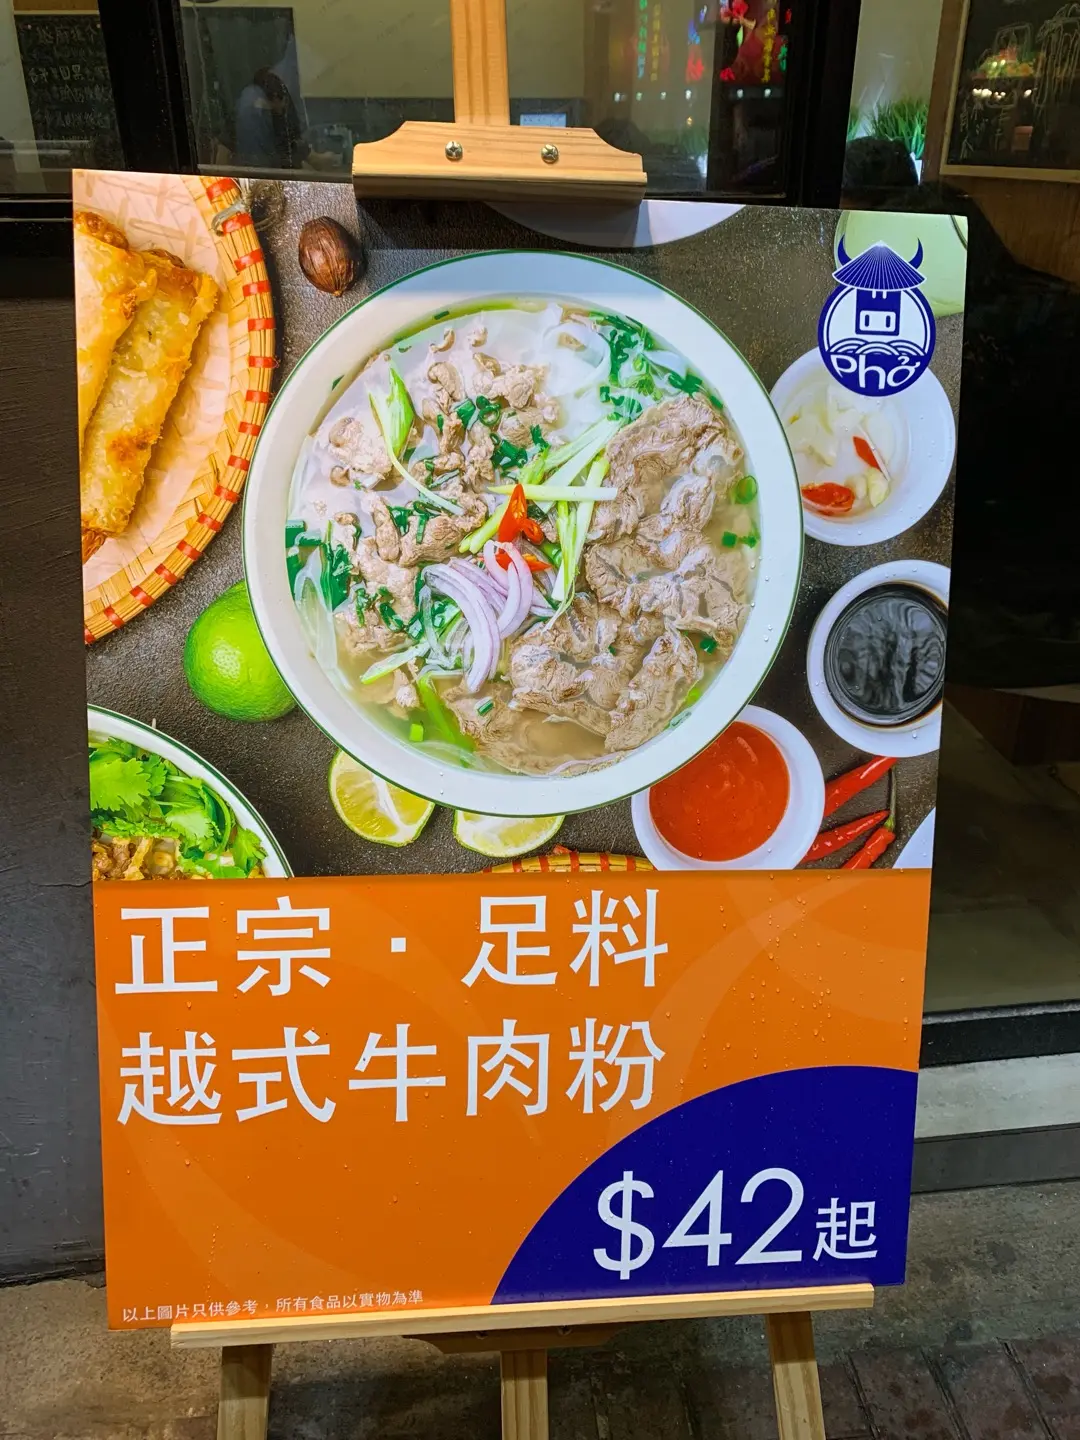 Phở
正宗·足料
越式牛肉粉
$42起
以上圖片只供參考，所有食品以實物為準